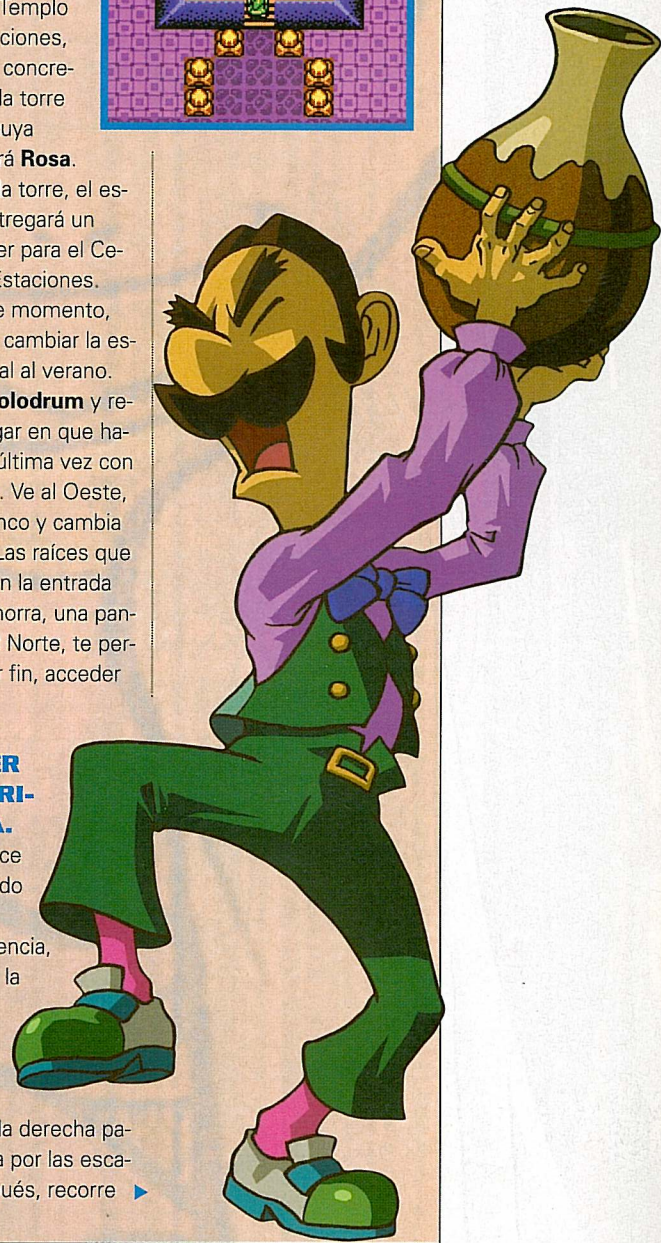 Templo
ciones,
concre-
la torre
uya
rá Rosa.
a torre, el es-
tregará un
er para el Ce-
Estaciones.
e momento,
cambiar la es-
al al verano.
olodrum y re-
gar en que ha-
última vez con
. Ve al Oeste,
nco y cambia
Las raíces que
n la entrada
norra, una pan-
Norte, te per-
r fin, acceder
ER
RI-
A.
ce
do
encia,
la
la derecha pa-
a por las esca-
ués, recorre